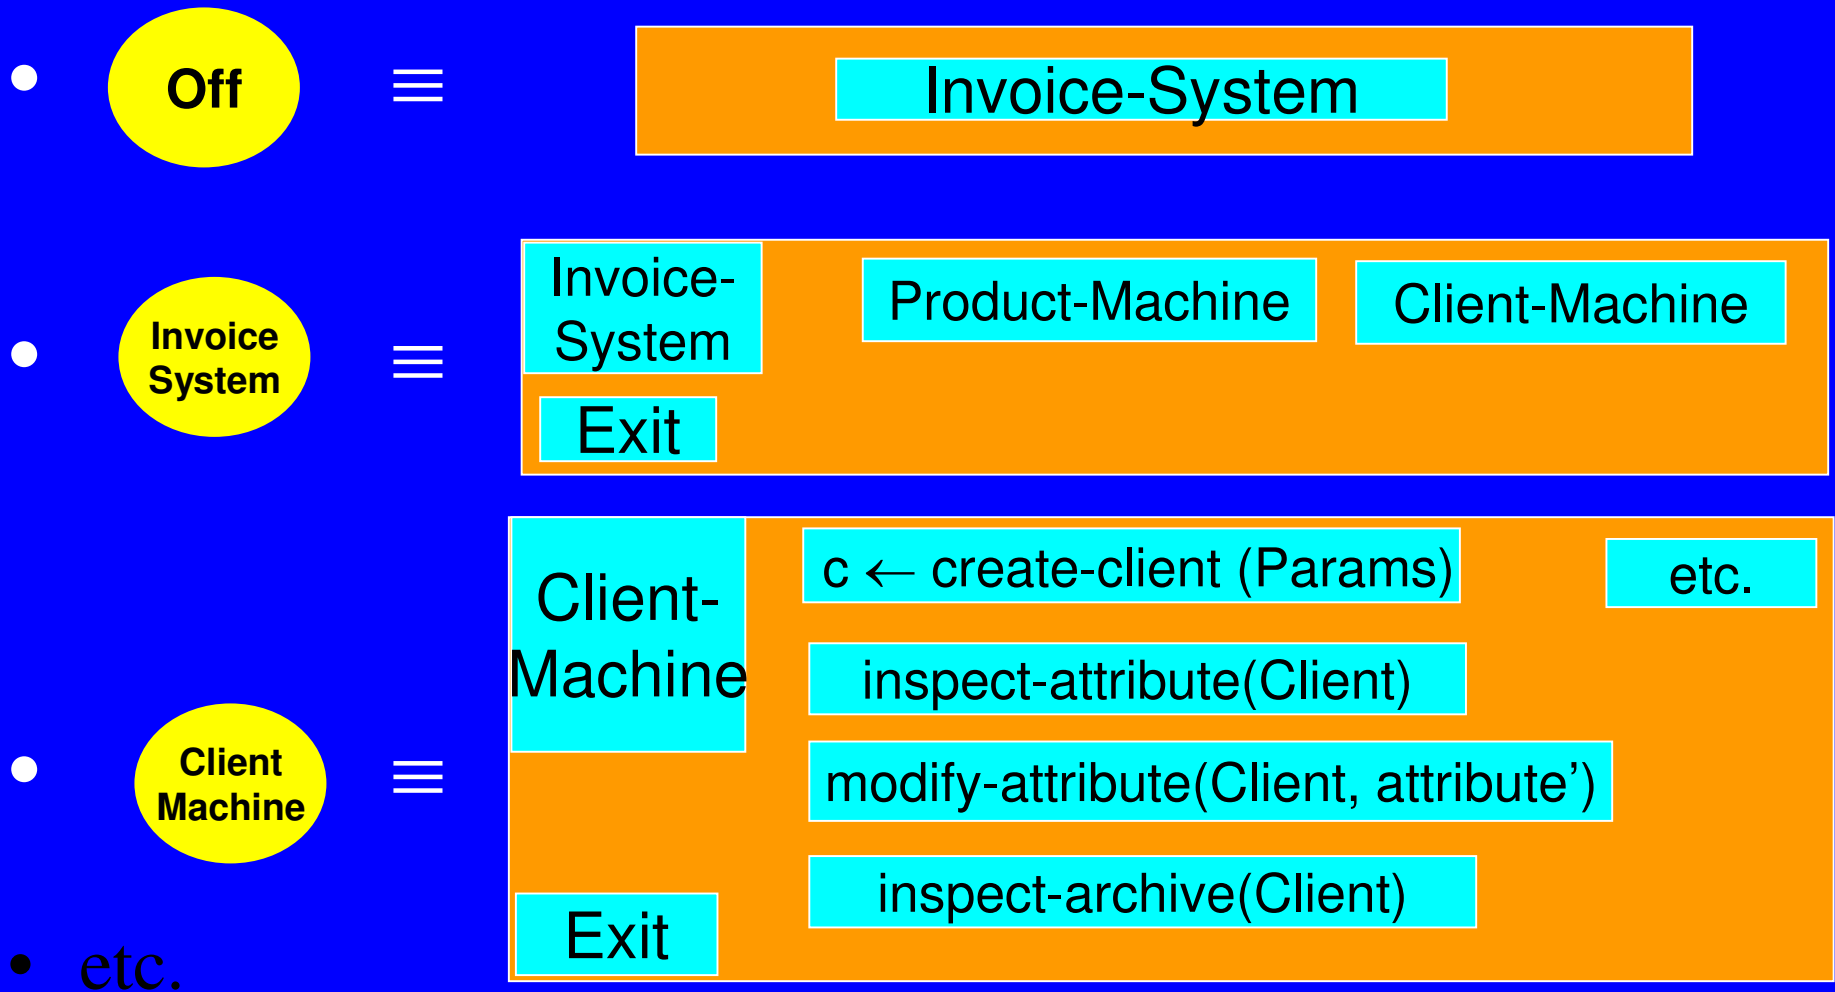 • Off ≡ Invoice-System
• Invoice
System ≡
Invoice-
System
Product-Machine
Client-Machine
Exit
• Client
Machine ≡
Client-
Machine
c ← create-client (Params)
etc.
inspect-attribute(Client)
modify-attribute(Client, attribute’)
inspect-archive(Client)
Exit
• etc.